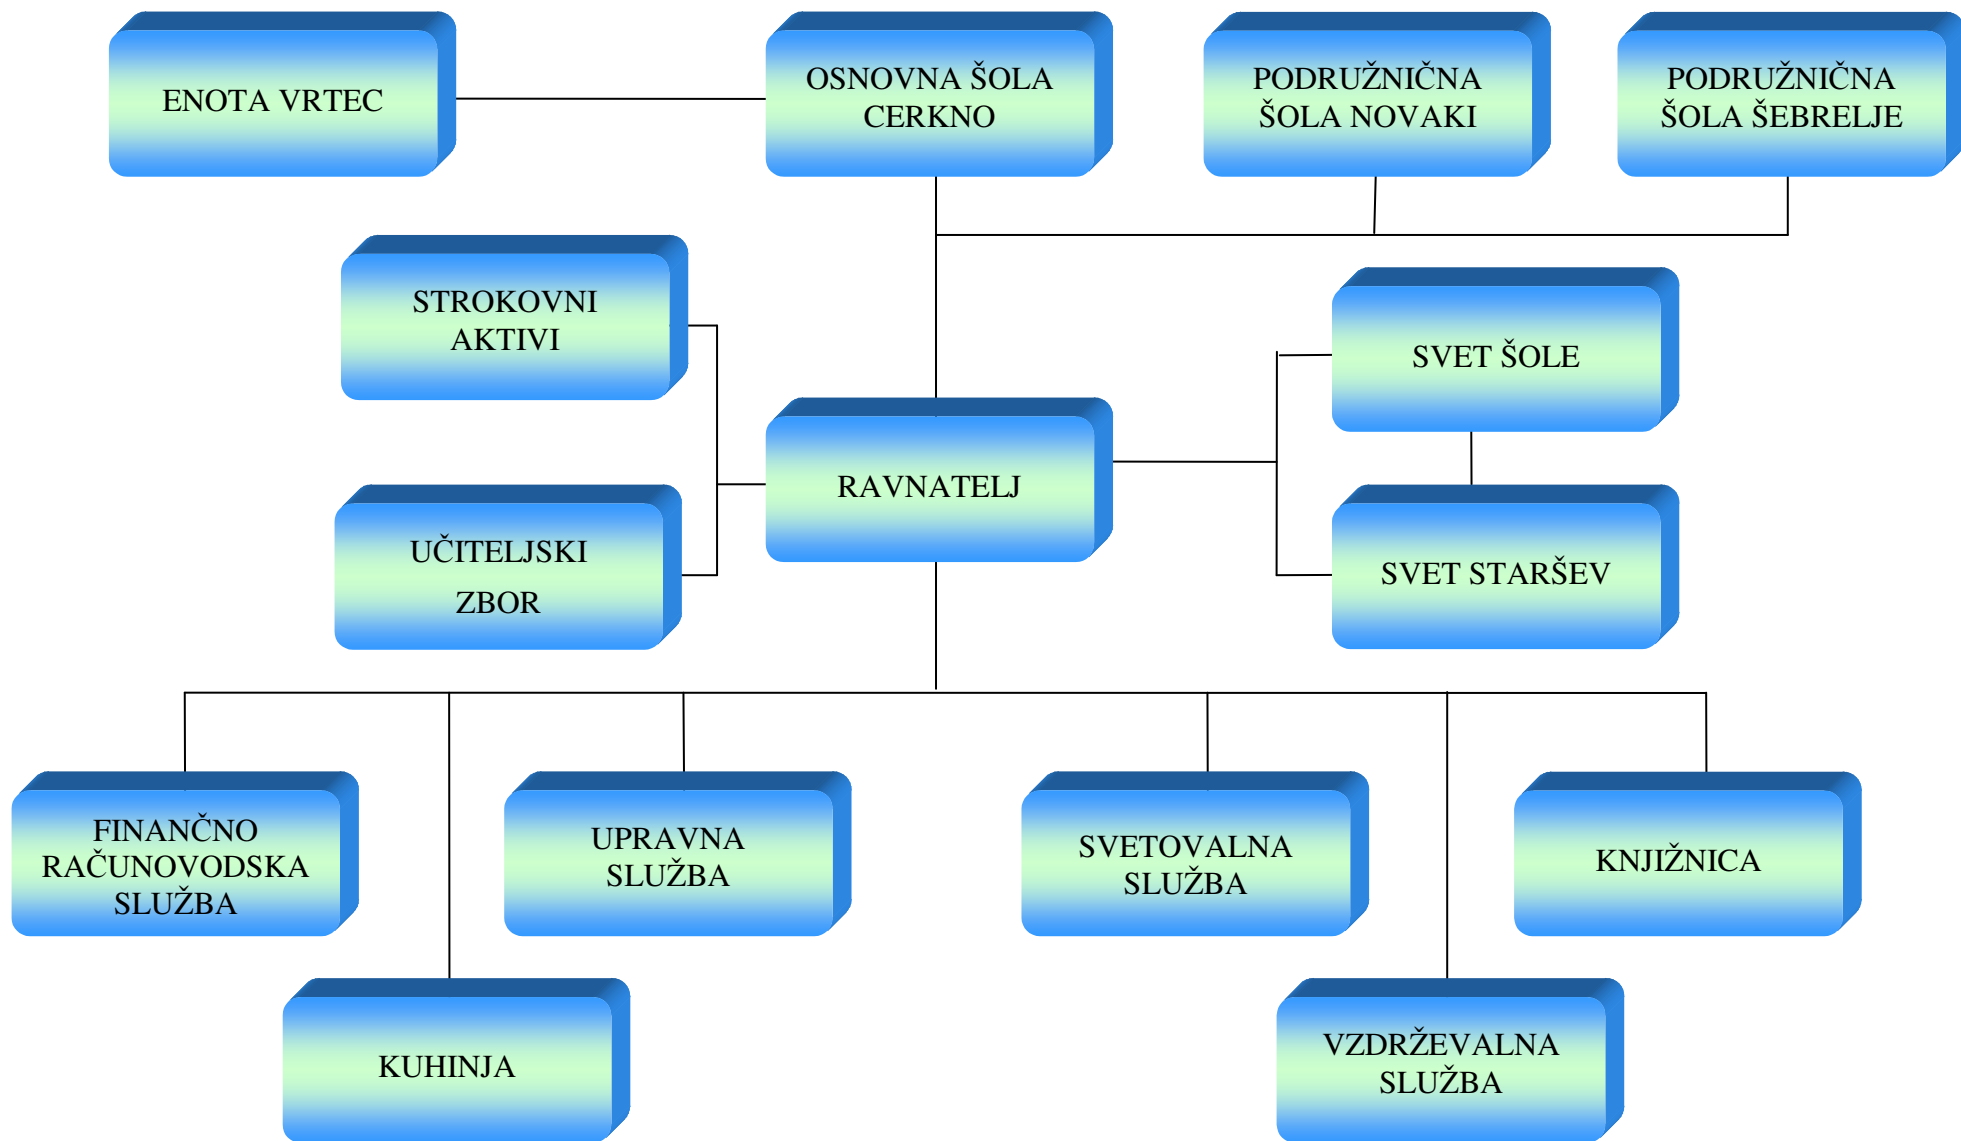 ENOTA VRTEC
OSNOVNA ŠOLA
CERKNO
PODRUŽNIČNA
ŠOLA NOVAKI
PODRUŽNIČNA
ŠOLA ŠEBRELJE
STROKOVNI
AKTIVI
SVET ŠOLE
RAVNATELJ
UČITELJSKI
ZBOR
SVET STARŠEV
FINANČNO
RAČUNOVODSKA
SLUŽBA
UPRAVNA
SLUŽBA
SVETOVALNA
SLUŽBA
KNJIŽNICA
KUHINJA
VZDRŽEVALNA
SLUŽBA